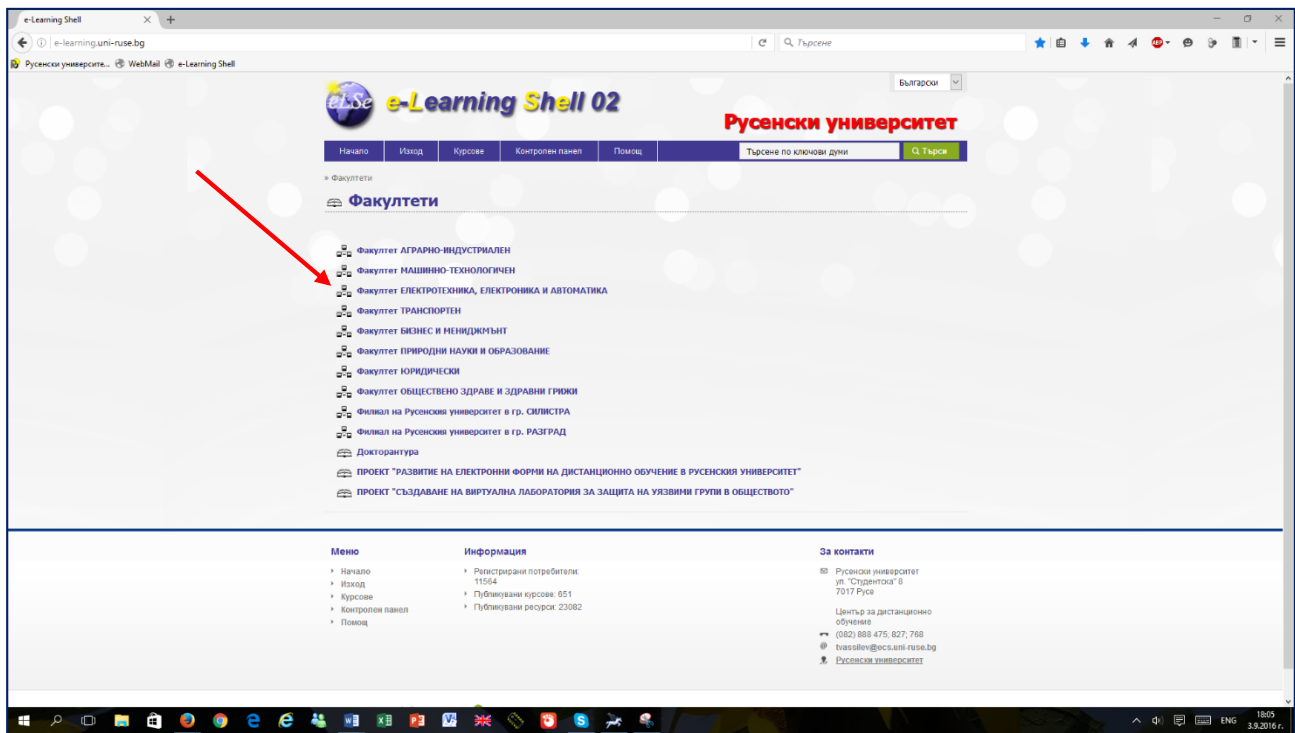 e-Learning Shell
e-learning.uni-ruse.bg
Търсене
Русенски университе...
WebMail
e-Learning Shell
eLSe
e-Learning Shell 02
Български
Русенски университет
Начало
Изход
Курсове
Контролен панел
Помощ
Търсене по ключови думи
Търси
» Факултети
Факултети
Факултет АГРАРНО-ИНДУСТРИАЛЕН
Факултет МАШИННО-ТЕХНОЛОГИЧЕН
Факултет ЕЛЕКТРОТЕХНИКА, ЕЛЕКТРОНИКА И АВТОМАТИКА
Факултет ТРАНСПОРТЕН
Факултет БИЗНЕС И МЕНИДЖМЪНТ
Факултет ПРИРОДНИ НАУКИ И ОБРАЗОВАНИЕ
Факултет ЮРИДИЧЕСКИ
Факултет ОБЩЕСТВЕНО ЗДРАВЕ И ЗДРАВНИ ГРИЖИ
Филиал на Русенския университет в гр. СИЛИСТРА
Филиал на Русенския университет в гр. РАЗГРАД
Докторантура
ПРОЕКТ "РАЗВИТИЕ НА ЕЛЕКТРОННИ ФОРМИ НА ДИСТАНЦИОННО ОБУЧЕНИЕ В РУСЕНСКИЯ УНИВЕРСИТЕТ"
ПРОЕКТ "СЪЗДАВАНЕ НА ВИРТУАЛНА ЛАБОРАТОРИЯ ЗА ЗАЩИТА НА УЯЗВИМИ ГРУПИ В ОБЩЕСТВОТО"
Меню
Начало
Изход
Курсове
Контролен панел
Помощ
Информация
Регистрирани потребители:
11564
Публикувани курсове: 651
Публикувани ресурси: 23082
За контакти
Русенски университет
ул. "Студентска" 8
7017 Русе
Център за дистанционно
обучение
(082) 888 475; 827; 768
tvassilev@ecs.uni-ruse.bg
Русенски университет
ENG
18:05
3.9.2016 г.